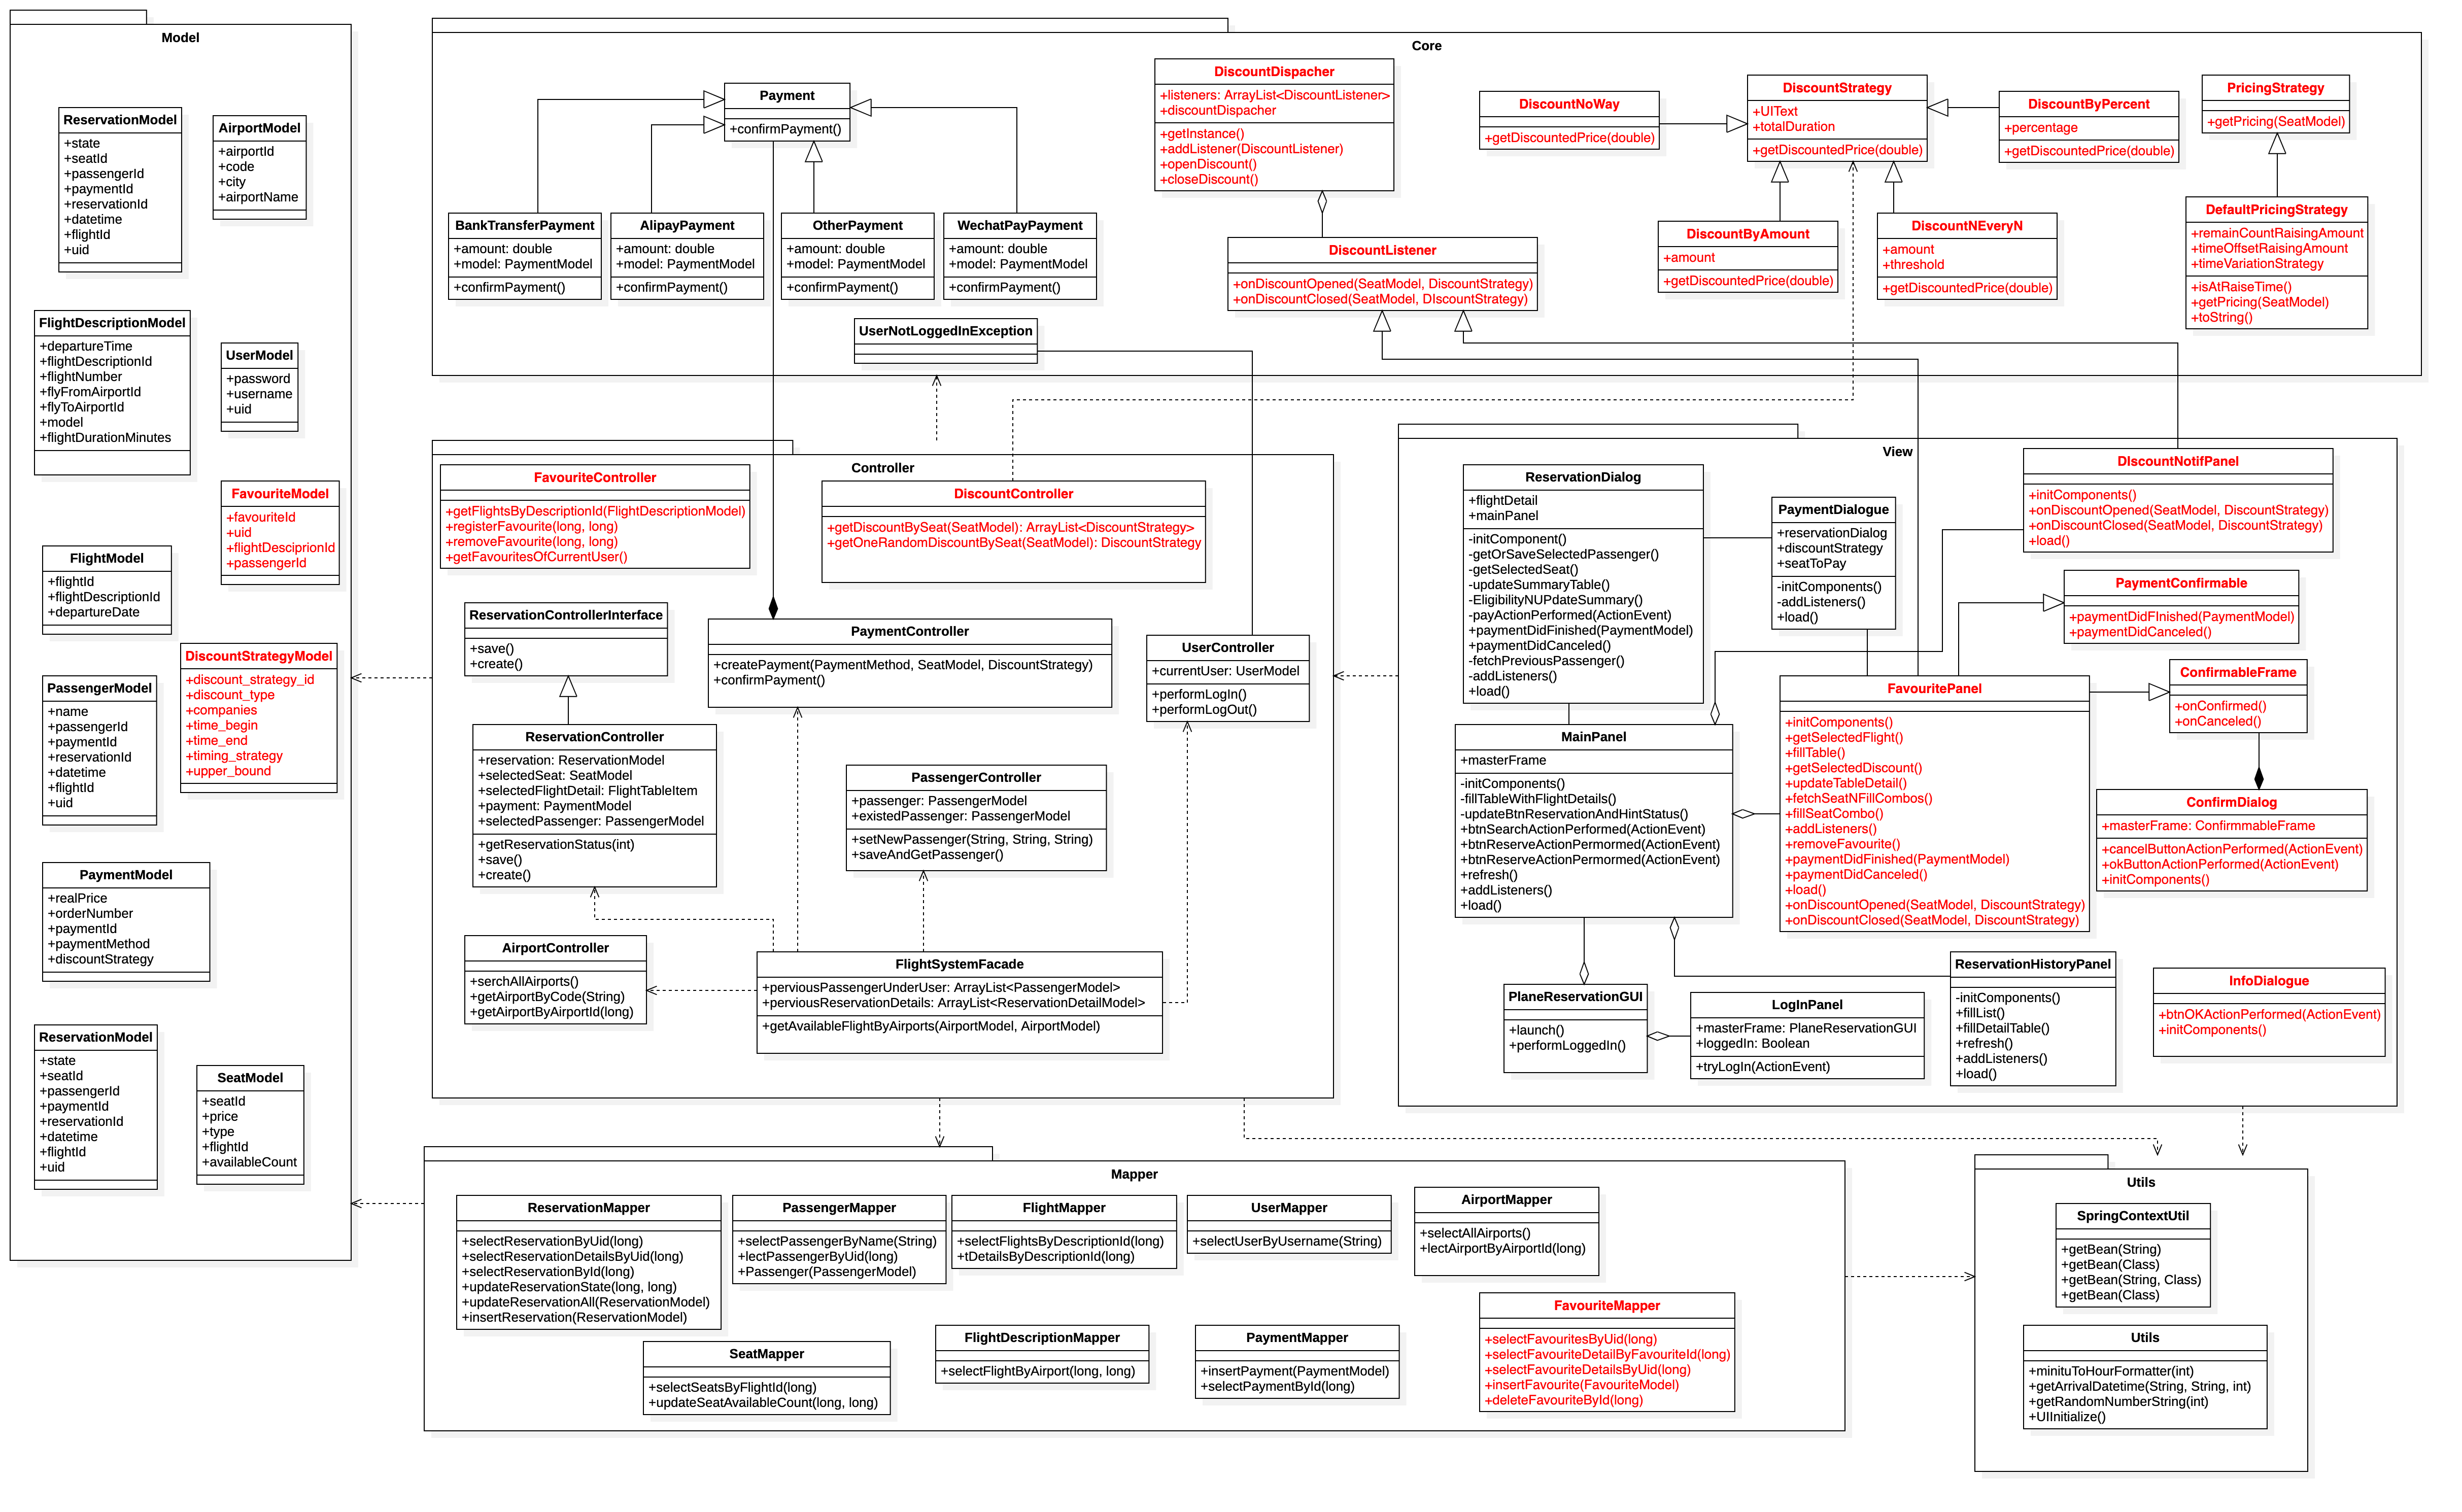 Model
ReservationModel
+state
+seatId
+passengerId
+paymentId
+reservationId
+datetime
+flightId
+uid
AirportModel
+airportId
+code
+city
+airportName
FlightDescriptionModel
+departureTime
+flightDescriptionId
+flightNumber
+flyFromAirportId
+flyToAirportId
+model
+flightDurationMinutes
UserModel
+password
+username
+uid
FavouriteModel
+favouriteId
+uid
+flightDesciprionId
+passengerId
FlightModel
+flightId
+flightDescriptionId
+departureDate
DiscountStrategyModel
+discount_strategy_id
+discount_type
+companies
+time_begin
+time_end
+timing_strategy
+upper_bound
PassengerModel
+name
+passengerId
+paymentId
+reservationId
+datetime
+flightId
+uid
PaymentModel
+realPrice
+orderNumber
+paymentId
+paymentMethod
+discountStrategy
ReservationModel
+state
+seatId
+passengerId
+paymentId
+reservationId
+datetime
+flightId
+uid
SeatModel
+seatId
+price
+type
+flightId
+availableCount
Core
Payment
+confirmPayment()
BankTransferPayment
+amount: double
+model: PaymentModel
+confirmPayment()
AlipayPayment
+amount: double
+model: PaymentModel
+confirmPayment()
OtherPayment
+amount: double
+model: PaymentModel
+confirmPayment()
WechatPayPayment
+amount: double
+model: PaymentModel
+confirmPayment()
UserNotLoggedInException
DiscountDispacher
+listeners: ArrayList<DiscountListener>
+discountDispacher
+getInstance()
+addListener(DiscountListener)
+openDiscount()
+closeDiscount()
DiscountListener
+onDiscountOpened(SeatModel, DiscountStrategy)
+onDiscountClosed(SeatModel, DIscountStrategy)
DiscountNoWay
+getDiscountedPrice(double)
DiscountStrategy
+UIText
+totalDuration
+getDiscountedPrice(double)
DiscountByPercent
+percentage
+getDiscountedPrice(double)
DiscountByAmount
+amount
+getDiscountedPrice(double)
DiscountNEveryN
+amount
+threshold
+getDiscountedPrice(double)
PricingStrategy
+getPricing(SeatModel)
DefaultPricingStrategy
+remainCountRaisingAmount
+timeOffsetRaisingAmount
+timeVariationStrategy
+isAtRaiseTime()
+getPricing(SeatModel)
+toString()
Controller
FavouriteController
+getFlightsByDescriptionId(FlightDescriptionModel)
+registerFavourite(long, long)
+removeFavourite(long, long)
+getFavouritesOfCurrentUser()
DiscountController
+getDiscountBySeat(SeatModel): ArrayList<DiscountStrategy>
+getOneRandomDiscountBySeat(SeatModel): DiscountStrategy
ReservationControllerInterface
+save()
+create()
PaymentController
+createPayment(PaymentMethod, SeatModel, DiscountStrategy)
+confirmPayment()
UserController
+currentUser: UserModel
+performLogIn()
+performLogOut()
ReservationController
+reservation: ReservationModel
+selectedSeat: SeatModel
+selectedFlightDetail: FlightTableItem
+payment: PaymentModel
+selectedPassenger: PassengerModel
+getReservationStatus(int)
+save()
+create()
PassengerController
+passenger: PassengerModel
+existedPassenger: PassengerModel
+setNewPassenger(String, String, String)
+saveAndGetPassenger()
AirportController
+serchAllAirports()
+getAirportByCode(String)
+getAirportByAirportId(long)
FlightSystemFacade
+perviousPassengerUnderUser: ArrayList<PassengerModel>
+perviousReservationDetails: ArrayList<ReservationDetailModel>
+getAvailableFlightByAirports(AirportModel, AirportModel)
View
ReservationDialog
+flightDetail
+mainPanel
-initComponent()
-getOrSaveSelectedPassenger()
-getSelectedSeat()
-updateSummaryTable()
-EligibilityNUPdateSummary()
-payActionPerformed(ActionEvent)
+paymentDidFinished(PaymentModel)
+paymentDidCanceled()
-fetchPreviousPassenger()
-addListeners()
+load()
PaymentDialogue
+reservationDialog
+discountStrategy
+seatToPay
-initComponents()
-addListeners()
+load()
DIscountNotifPanel
+initComponents()
+onDiscountOpened(SeatModel, DiscountStrategy)
+onDiscountClosed(SeatModel, DiscountStrategy)
+load()
PaymentConfirmable
+paymentDidFInished(PaymentModel)
+paymentDidCanceled()
ConfirmableFrame
+onConfirmed()
+onCanceled()
MainPanel
+masterFrame
-initComponents()
-fillTableWithFlightDetails()
-updateBtnReservationAndHintStatus()
+btnSearchActionPerformed(ActionEvent)
+btnReserveActionPermormed(ActionEvent)
+btnReserveActionPermormed(ActionEvent)
+refresh()
+addListeners()
+load()
FavouritePanel
+initComponents()
+getSelectedFlight()
+fillTable()
+getSelectedDiscount()
+updateTableDetail()
+fetchSeatNFillCombos()
+fillSeatCombo()
+addListeners()
+removeFavourite()
+paymentDidFinished(PaymentModel)
+paymentDidCanceled()
+load()
+onDiscountOpened(SeatModel, DiscountStrategy)
+onDiscountClosed(SeatModel, DiscountStrategy)
ConfirmDialog
+masterFrame: ConfirmmableFrame
+cancelButtonActionPerformed(ActionEvent)
+okButtonActionPerformed(ActionEvent)
+initComponents()
PlaneReservationGUI
+launch()
+performLoggedIn()
LogInPanel
+masterFrame: PlaneReservationGUI
+loggedIn: Boolean
+tryLogIn(ActionEvent)
ReservationHistoryPanel
-initComponents()
+fillList()
+fillDetailTable()
+refresh()
+addListeners()
+load()
InfoDialogue
+btnOKActionPerformed(ActionEvent)
+initComponents()
Mapper
ReservationMapper
+selectReservationByUid(long)
+selectReservationDetailsByUid(long)
+selectReservationById(long)
+updateReservationState(long, long)
+updateReservationAll(ReservationModel)
+insertReservation(ReservationModel)
PassengerMapper
+selectPassengerByName(String)
+lectPassengerByUid(long)
+Passenger(PassengerModel)
FlightMapper
+selectFlightsByDescriptionId(long)
+tDetailsByDescriptionId(long)
UserMapper
+selectUserByUsername(String)
AirportMapper
+selectAllAirports()
+lectAirportByAirportId(long)
SeatMapper
+selectSeatsByFlightId(long)
+updateSeatAvailableCount(long, long)
FlightDescriptionMapper
+selectFlightByAirport(long, long)
PaymentMapper
+insertPayment(PaymentModel)
+selectPaymentById(long)
FavouriteMapper
+selectFavouritesByUid(long)
+selectFavouriteDetailByFavouriteId(long)
+selectFavouriteDetailsByUid(long)
+insertFavourite(FavouriteModel)
+deleteFavouriteById(long)
Utils
SpringContextUtil
+getBean(String)
+getBean(Class)
+getBean(String, Class)
+getBean(Class)
Utils
+minituToHourFormatter(int)
+getArrivalDatetime(String, String, int)
+getRandomNumberString(int)
+UIInitialize()